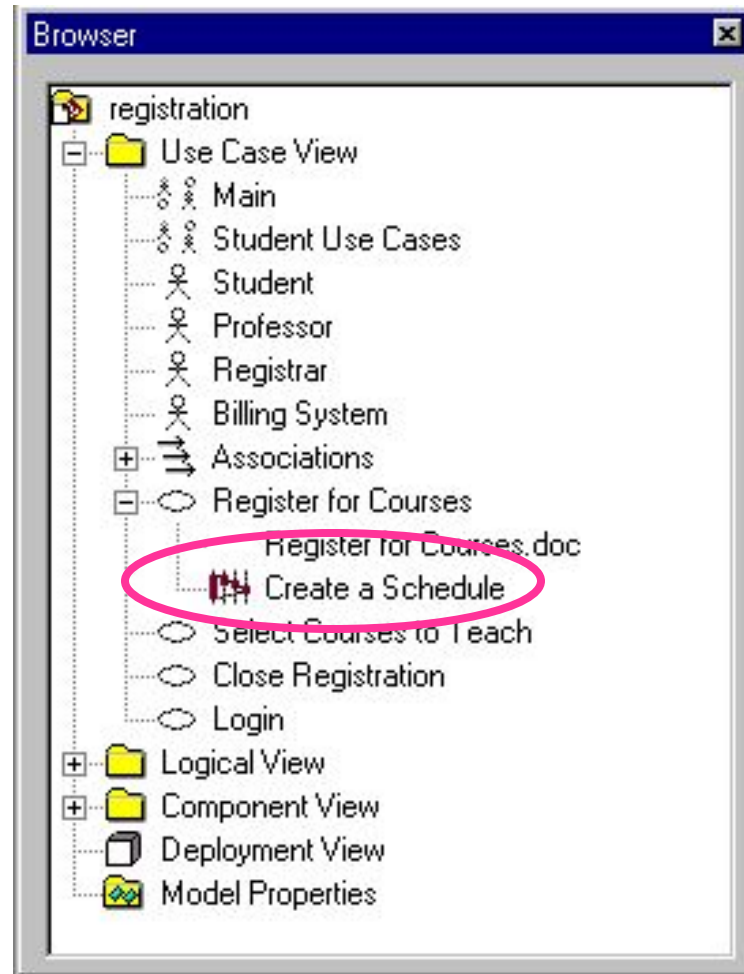 Browser
registration
Use Case View
Main
Student Use Cases
Student
Professor
Registrar
Billing System
Associations
Register for Courses
Register for Courses.doc
Create a Schedule
Select Courses to Teach
Close Registration
Login
Logical View
Component View
Deployment View
Model Properties